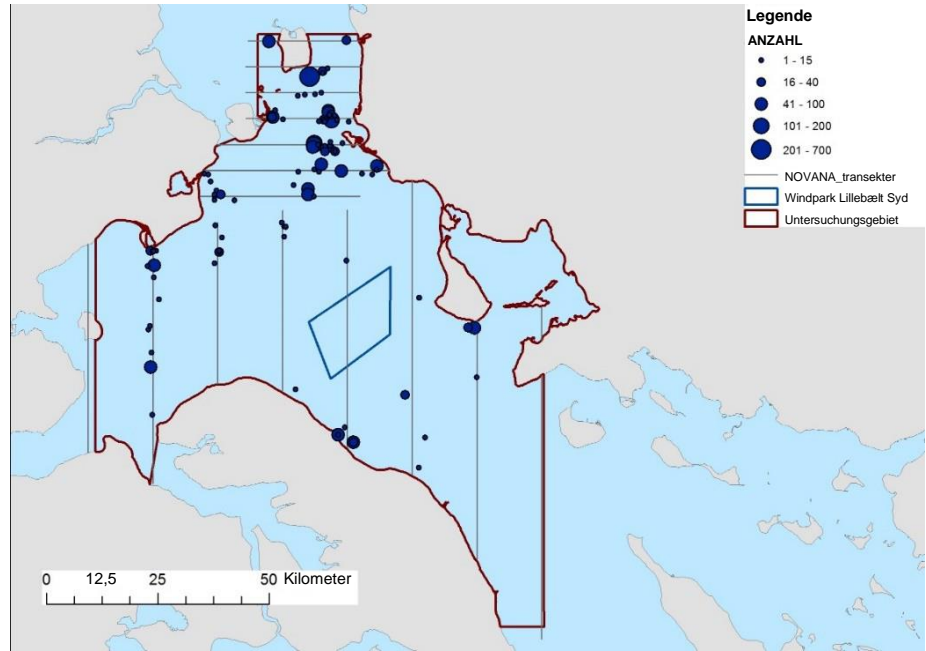 Legende
ANZAHL
1 - 15
16 - 40
41 - 100
101 - 200
201 - 700
NOVANA_transekter
Windpark Lillebælt Syd
Untersuchungsgebiet
0 12,5 25 50 Kilometer